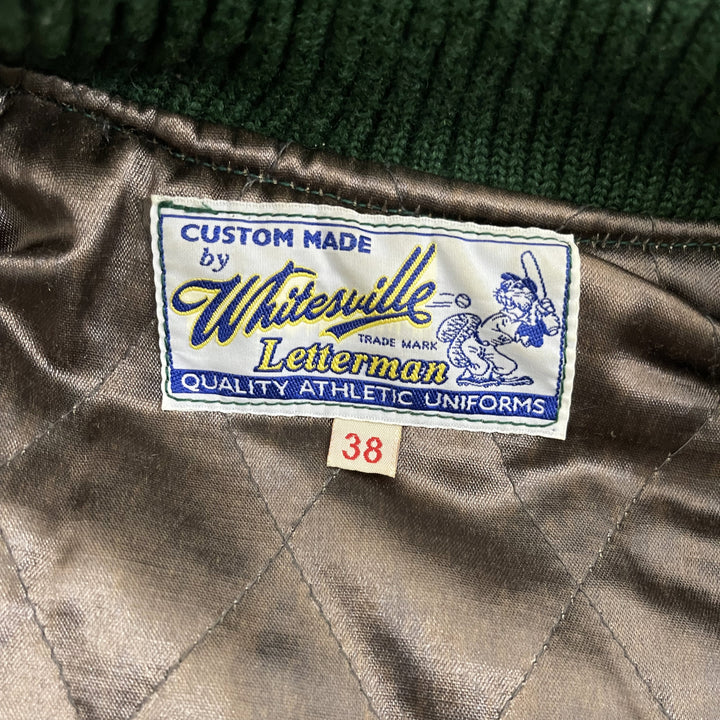 CUSTOM MADE
by
Whitesville
TRADE MARK
Letterman
QUALITY ATHLETIC UNIFORMS
38